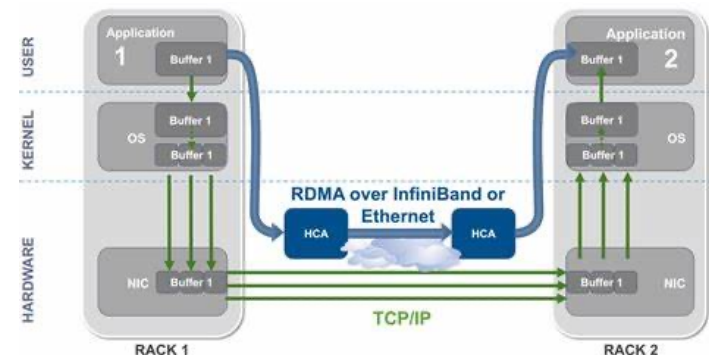 USER
KERNEL
HARDWARE
Application
1
Buffer 1
OS
Buffer 1
Buffer 1
NIC
Buffer 1
RACK 1
RDMA over InfiniBand or
Ethernet
HCA
HCA
TCP/IP
Application
2
Buffer 1
Buffer 1
OS
Buffer 1
Buffer 1
NIC
RACK 2